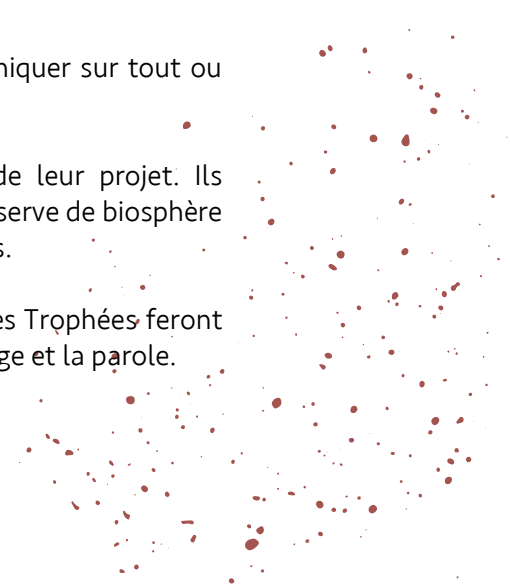 niquer sur tout ou
de leur projet. Ils
serve de biosphère
s.
es Trophées feront
ge et la parole.